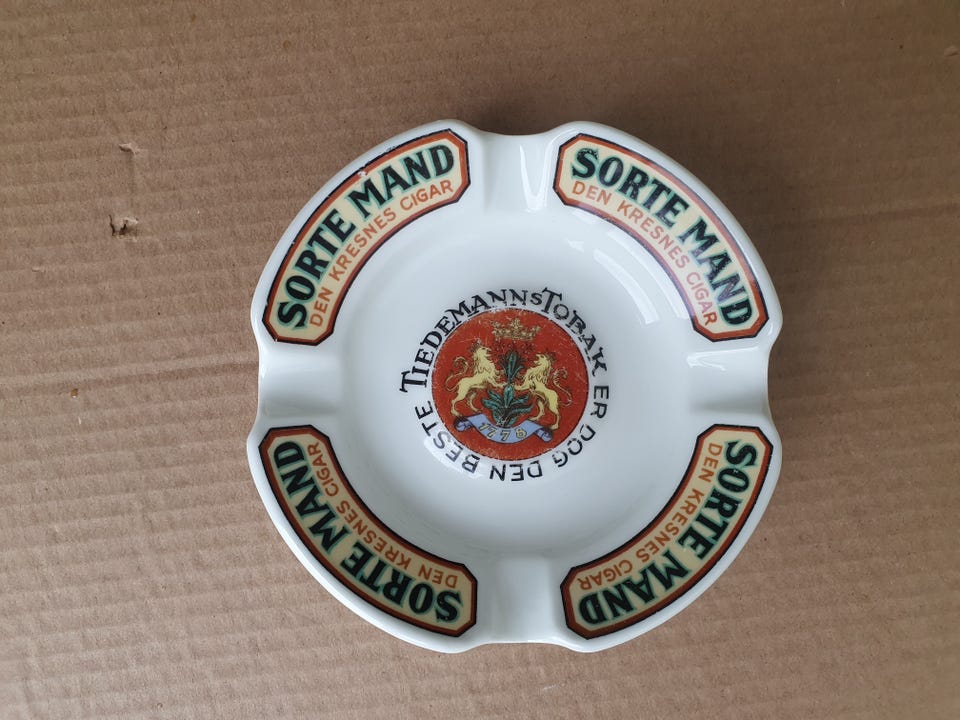 SORTE MAND
DEN KRESNES CIGAR
SORTE MAND
DEN KRESNES CIGAR
TIEDEMANNS TOBAK ER DOG DEN BESTE
1778
SORTE MAND
DEN KRESNES CIGAR
SORTE MAND
DEN KRESNES CIGAR